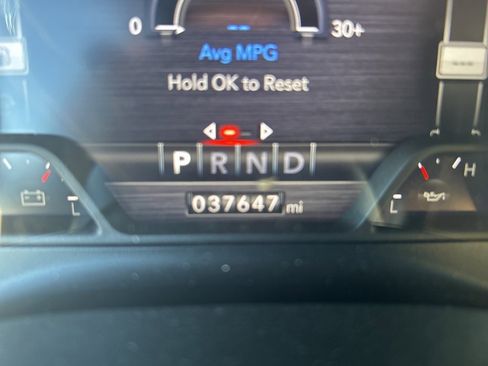 0 -- 30+
Avg MPG
Hold OK to Reset
P R N D
H
037647 mi
L L